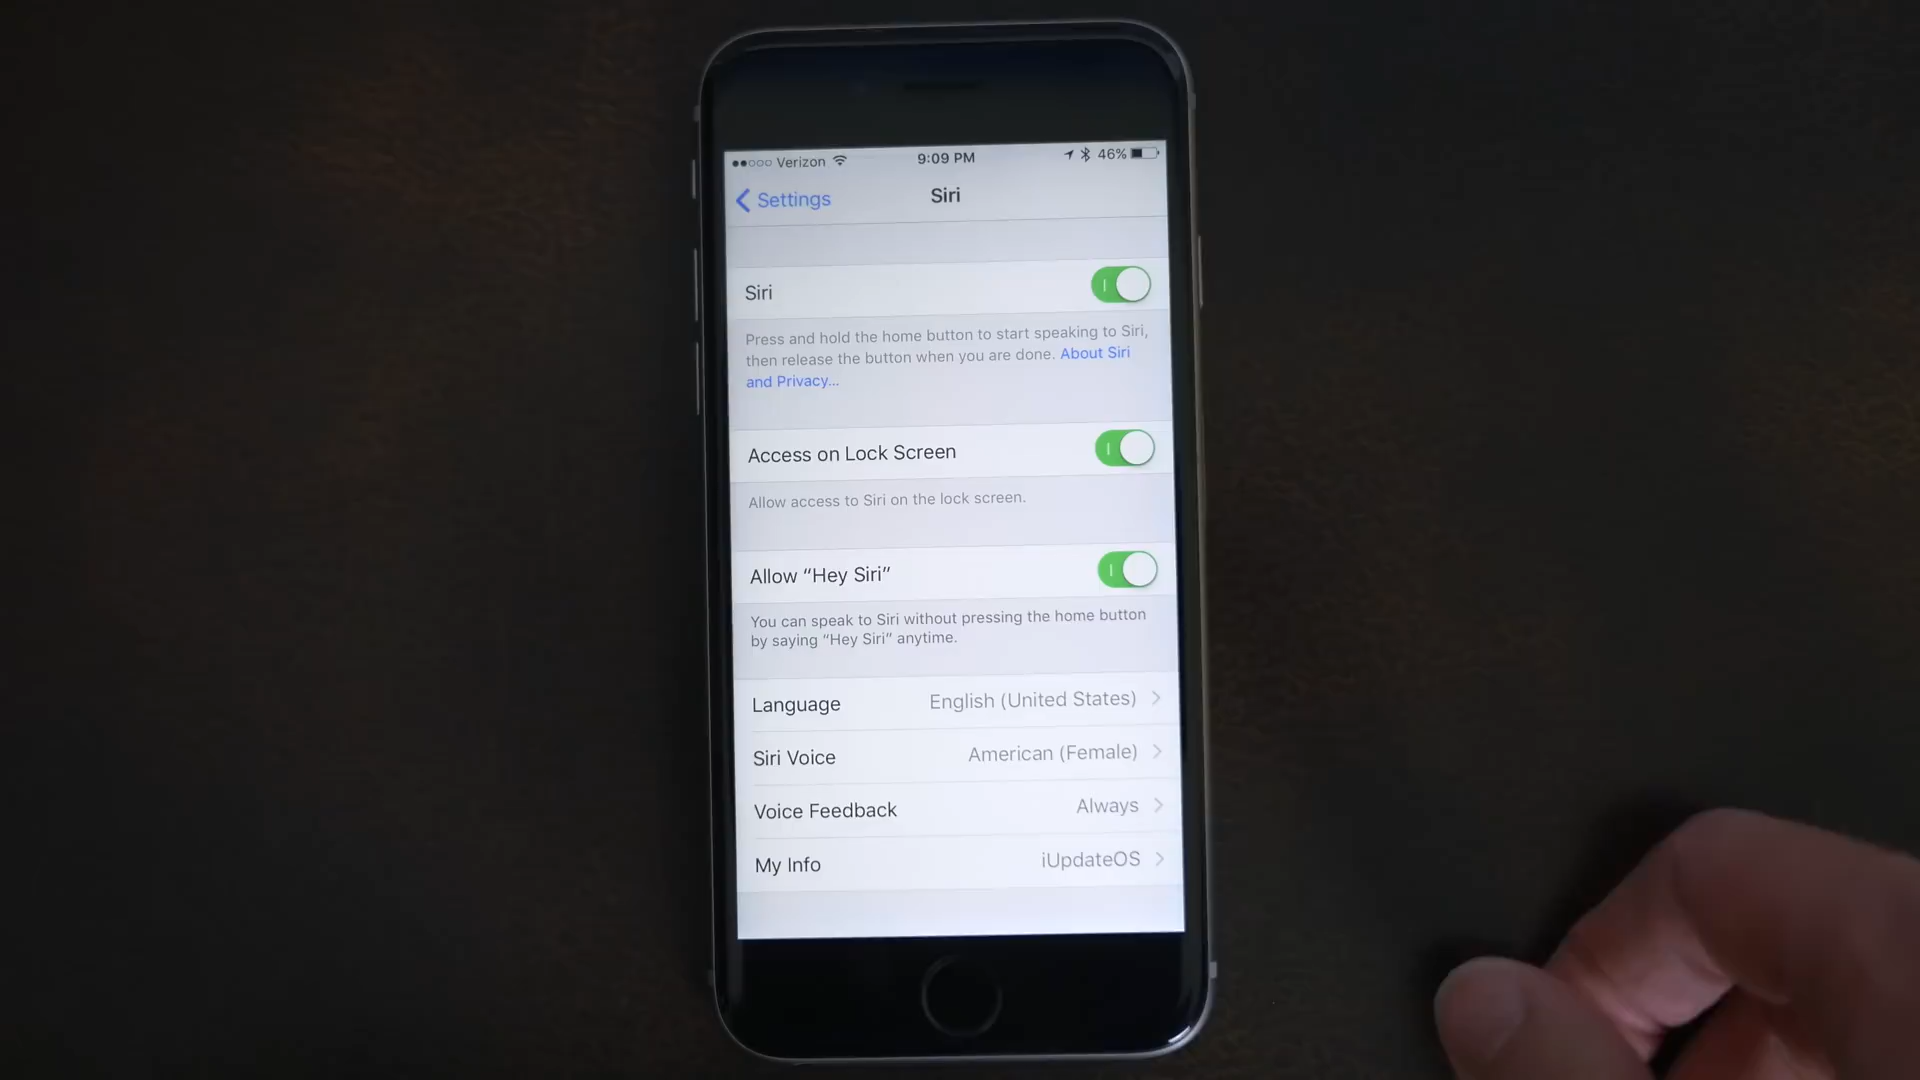 Verizon 9:09 PM 46%
Settings Siri
Siri
Press and hold the home button to start speaking to Siri,
then release the button when you are done. About Siri
and Privacy...
Access on Lock Screen
Allow access to Siri on the lock screen.
Allow “Hey Siri”
You can speak to Siri without pressing the home button
by saying “Hey Siri” anytime.
Language English (United States)
Siri Voice American (Female)
Voice Feedback Always
My Info iUpdateOS